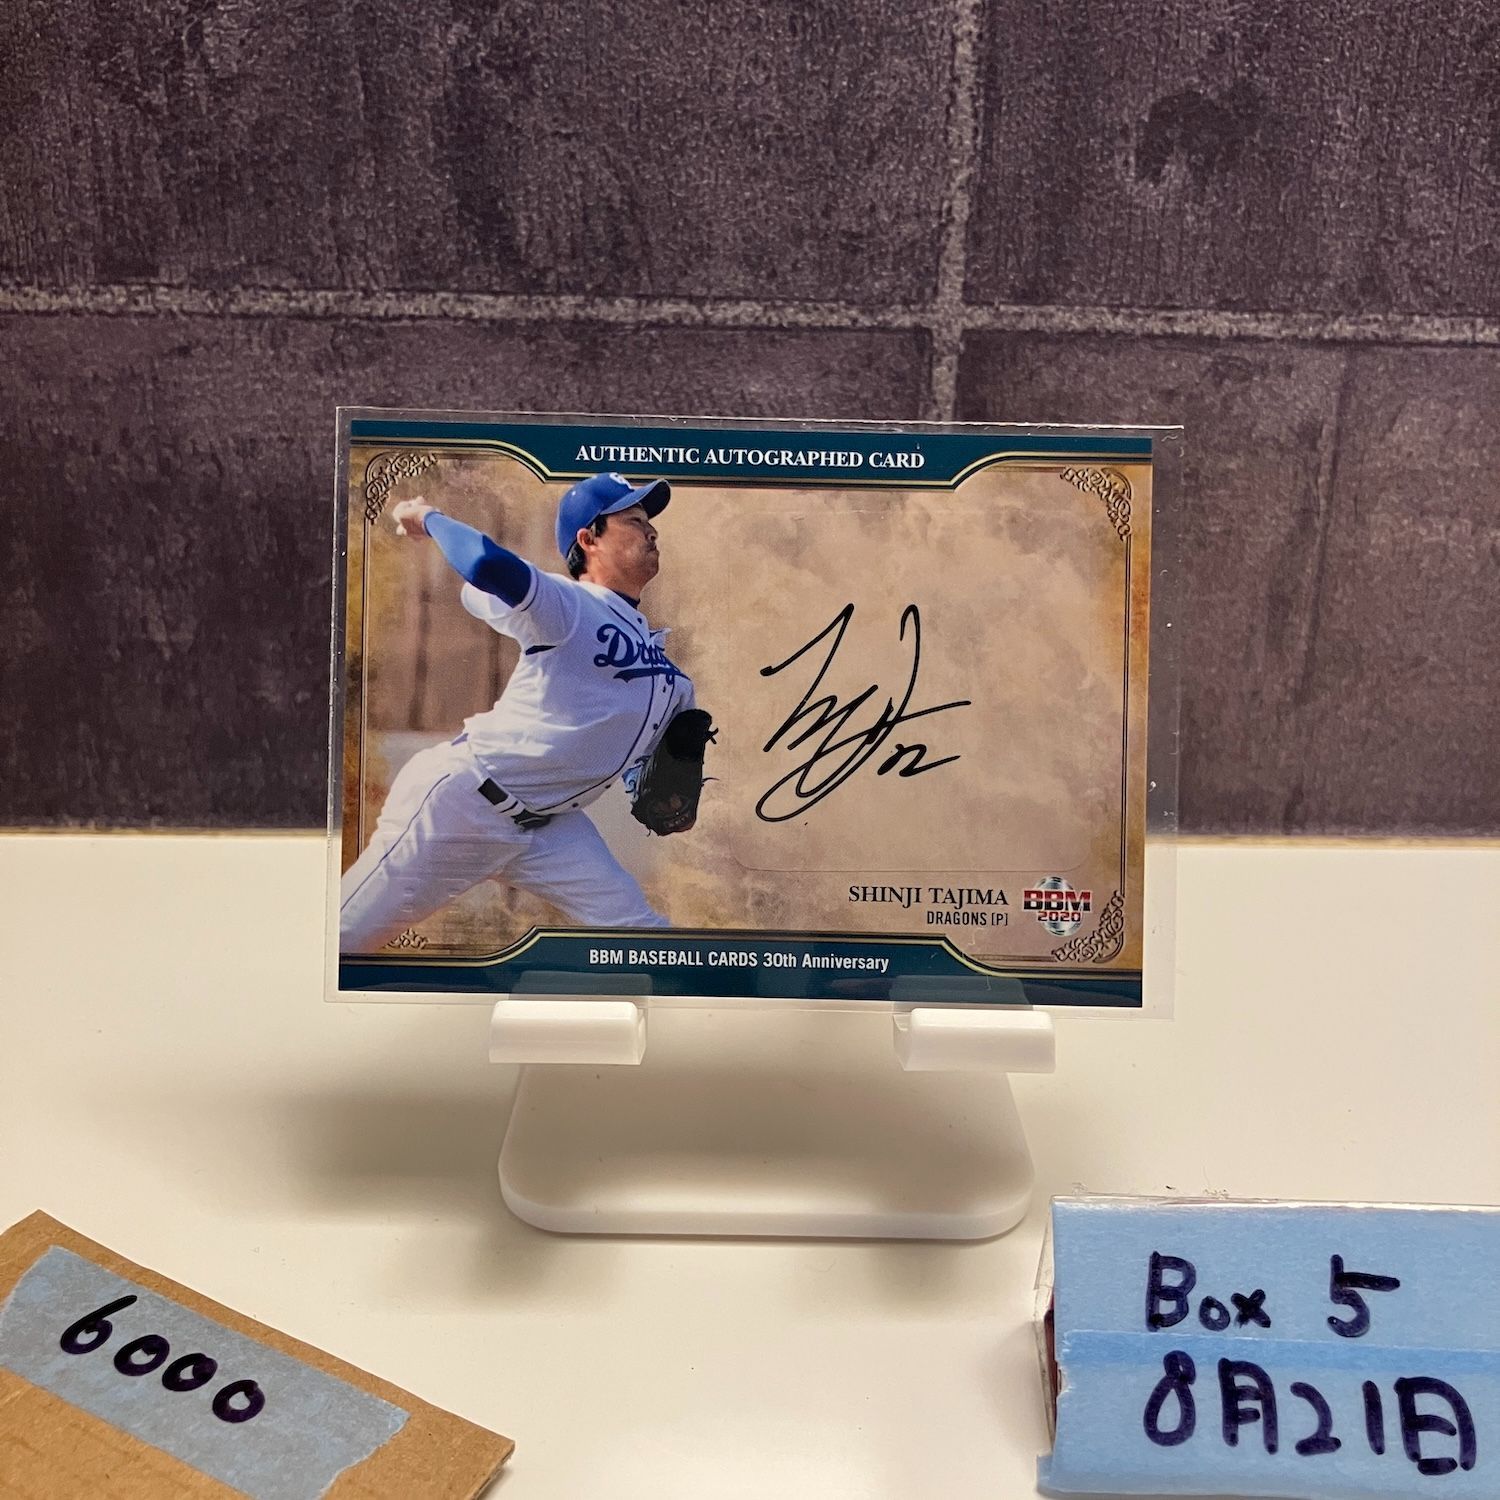 AUTHENTIC AUTOGRAPHED CARD
SHINJI TAJIMA
DRAGONS [P]
BBM
2020
BBM BASEBALL CARDS 30th Anniversary
6000
Box 5
8月21日